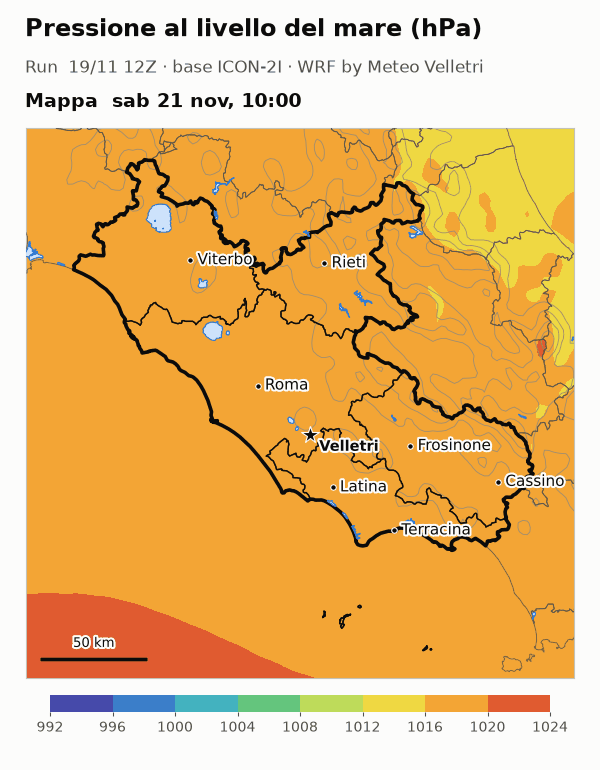 Pressione al livello del mare (hPa)
Run  19/11 12Z · base ICON-2I · WRF by Meteo Velletri
Mappa  sab 21 nov, 10:00
Viterbo
Rieti
Roma
Velletri
Frosinone
Cassino
Latina
Terracina
50 km
992 996 1000 1004 1008 1012 1016 1020 1024